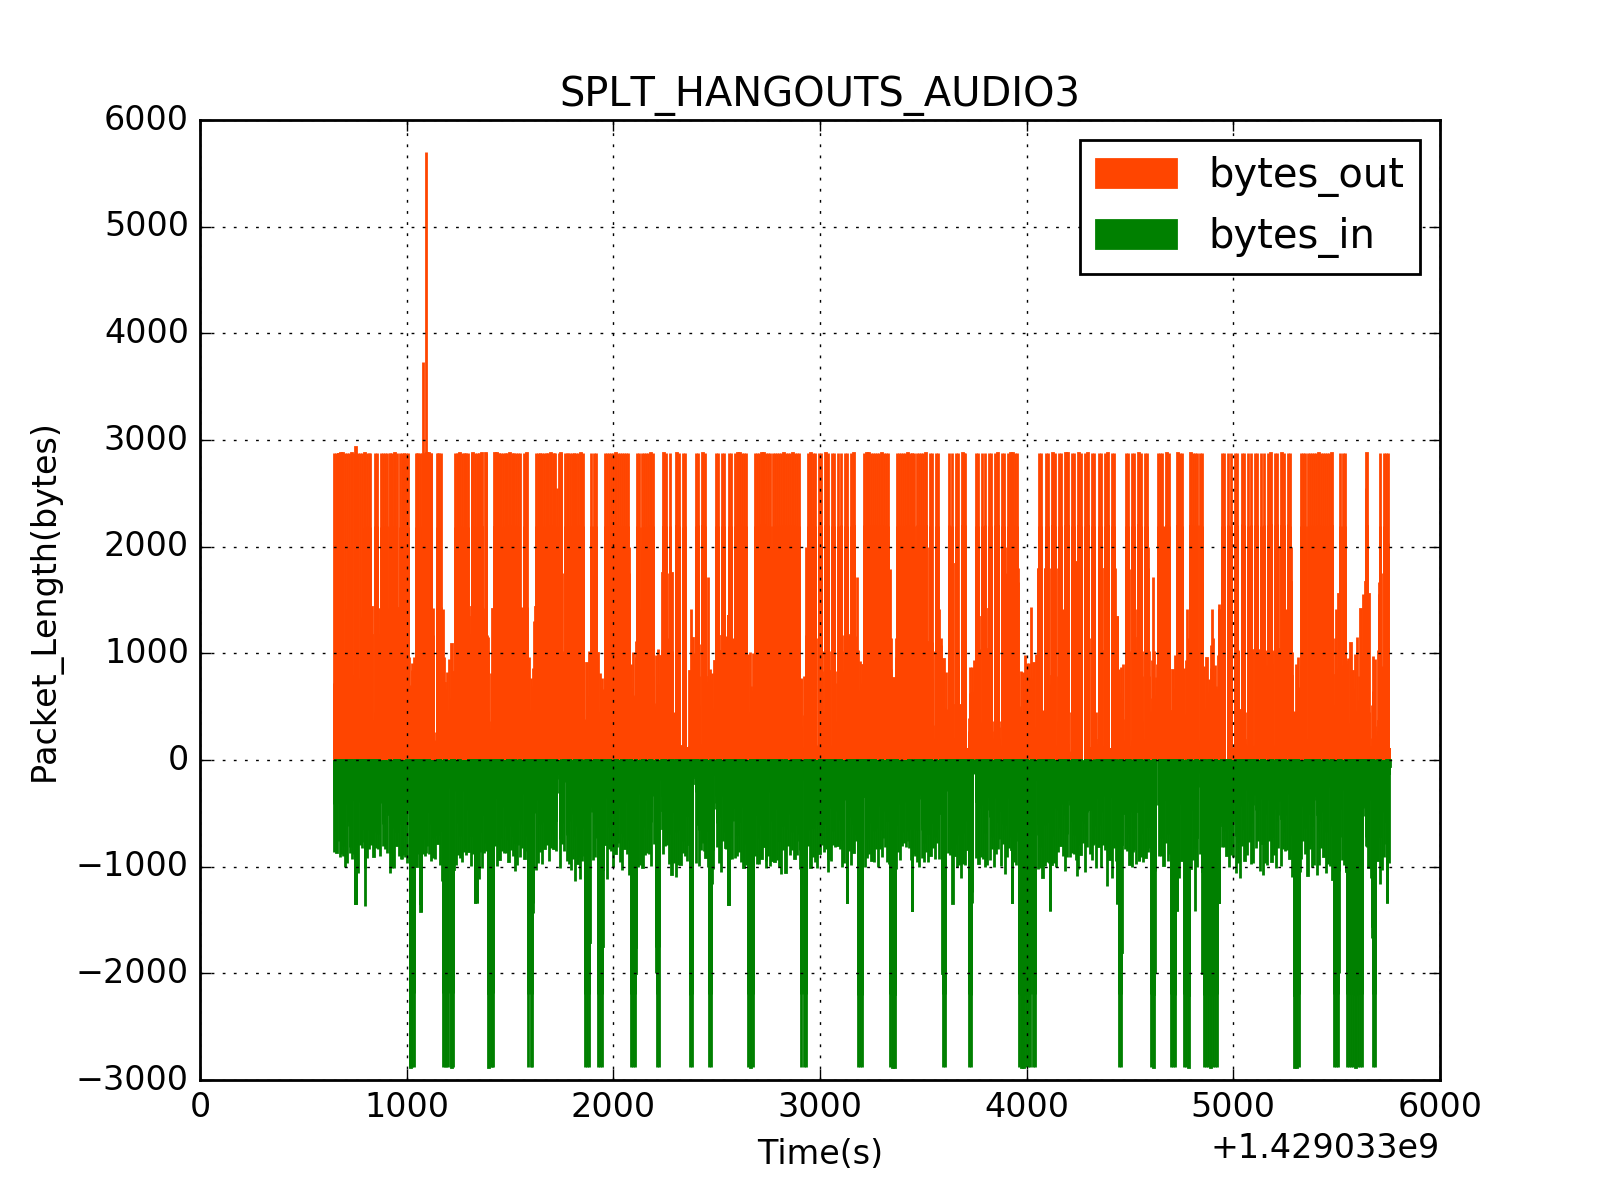 SPLT_HANGOUTS_AUDIO3
6000
5000
4000
3000
2000
1000
0
−1000
−2000
−3000
Packet_Length(bytes)
bytes_out
bytes_in
0 1000 2000 3000 4000 5000 6000
Time(s)
+1.429033e9